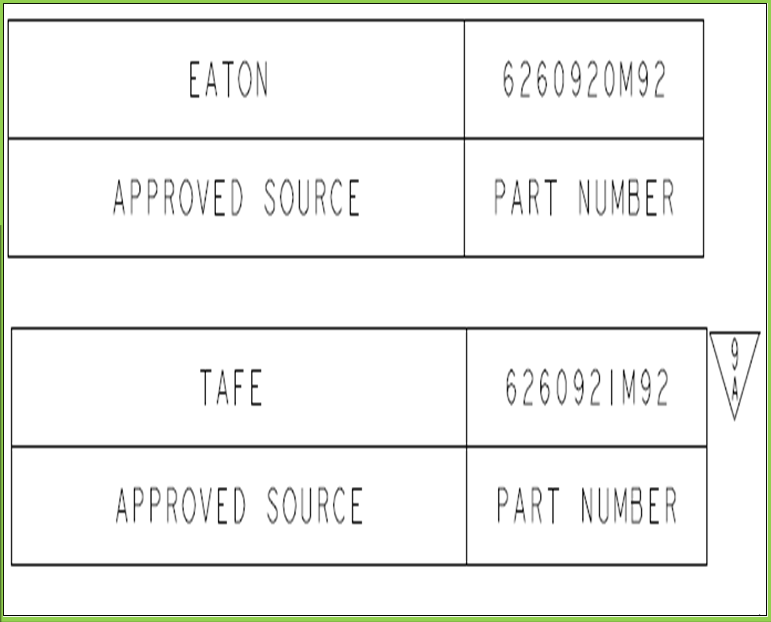 EATON 6260920M92
APPROVED SOURCE PART NUMBER
TAFE 6260921M92
9
A
APPROVED SOURCE PART NUMBER